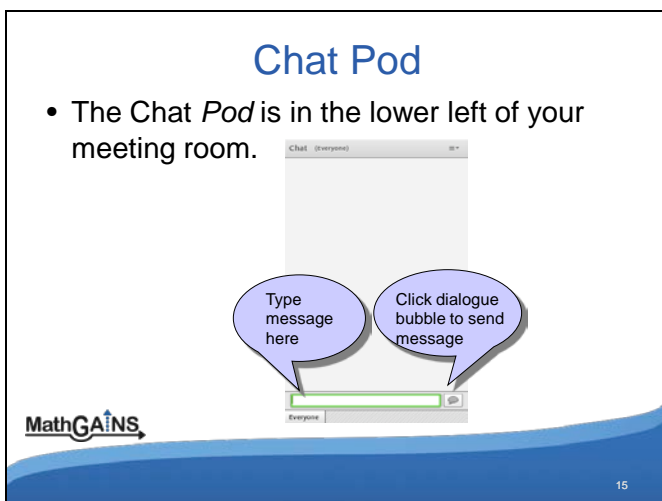 Chat Pod
• The Chat Pod is in the lower left of your
meeting room.
Chat (Everyone)
Type
message
here
Click dialogue
bubble to send
message
Everyone
MathGAINS
15